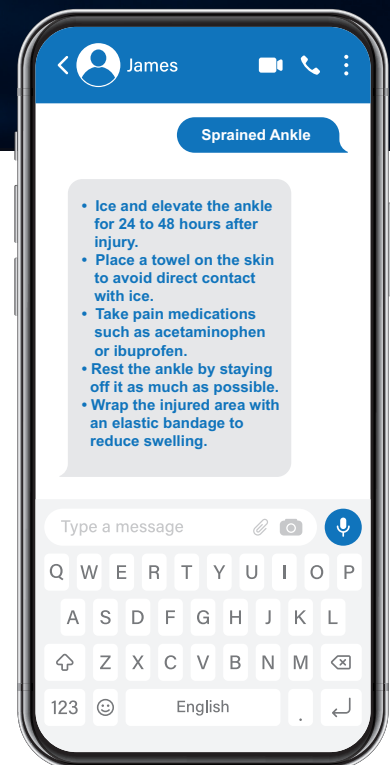 James
Sprained Ankle
• Ice and elevate the ankle
for 24 to 48 hours after
injury.
• Place a towel on the skin
to avoid direct contact
with ice.
• Take pain medications
such as acetaminophen
or ibuprofen.
• Rest the ankle by staying
off it as much as possible.
• Wrap the injured area with
an elastic bandage to
reduce swelling.
Type a message
Q W E R T Y U I O P
A S D F G H J K L
Z X C V B N M
123 English .